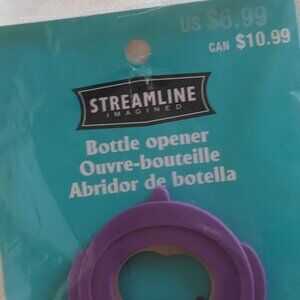 US $6.99
CAN $10.99
STREAMLINE
IMAGINED
Bottle opener
Ouvre-bouteille
Abridor de botella